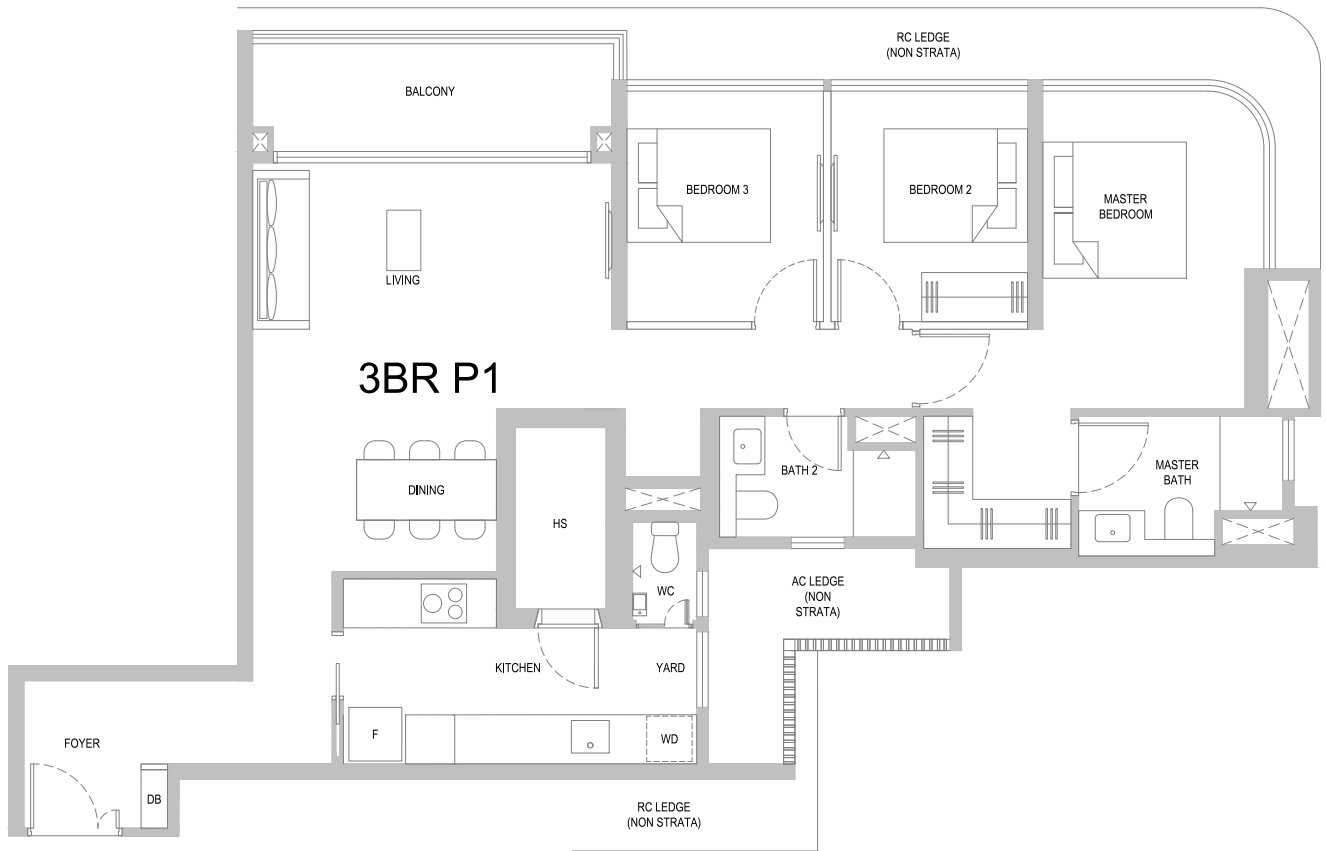 RC LEDGE
(NON STRATA)
BALCONY
BEDROOM 3
BEDROOM 2
MASTER
BEDROOM
LIVING
3BR P1
DINING
HS
BATH 2
MASTER
BATH
WC
AC LEDGE
(NON
STRATA)
KITCHEN
YARD
FOYER
F
WD
DB
RC LEDGE
(NON STRATA)